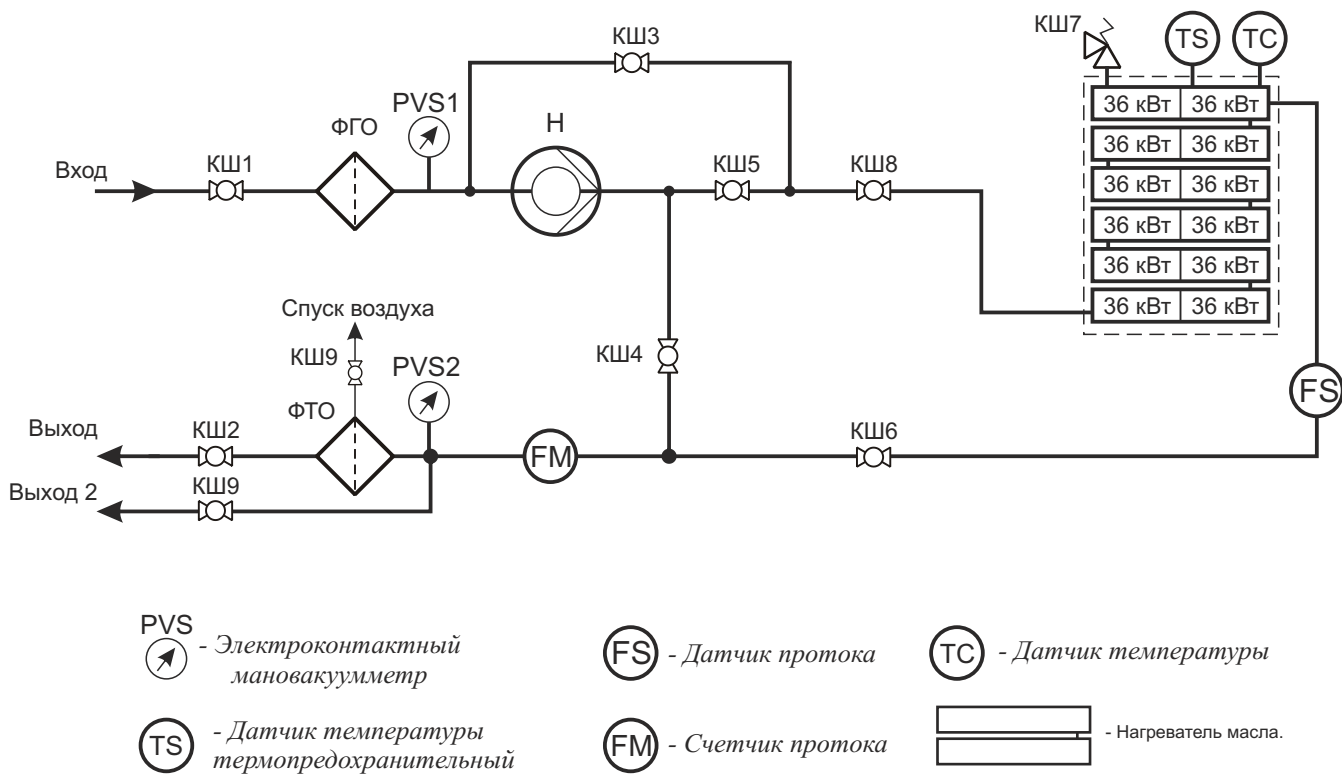 КШ3
КШ7
TS
TC
PVS1
ФГО
Н
36 кВт 36 кВт
36 кВт 36 кВт
36 кВт 36 кВт
36 кВт 36 кВт
36 кВт 36 кВт
36 кВт 36 кВт
Вход
КШ1
КШ5
КШ8
Спуск воздуха
КШ9
PVS2
КШ4
FS
ФТО
Выход
КШ2
FM
КШ6
Выход 2
КШ9
PVS
- Электроконтактный
мановакуумметр
FS - Датчик протока
TC - Датчик температуры
TS
- Датчик температуры
термопредохранительный
FM - Счетчик протока
- Нагреватель масла.